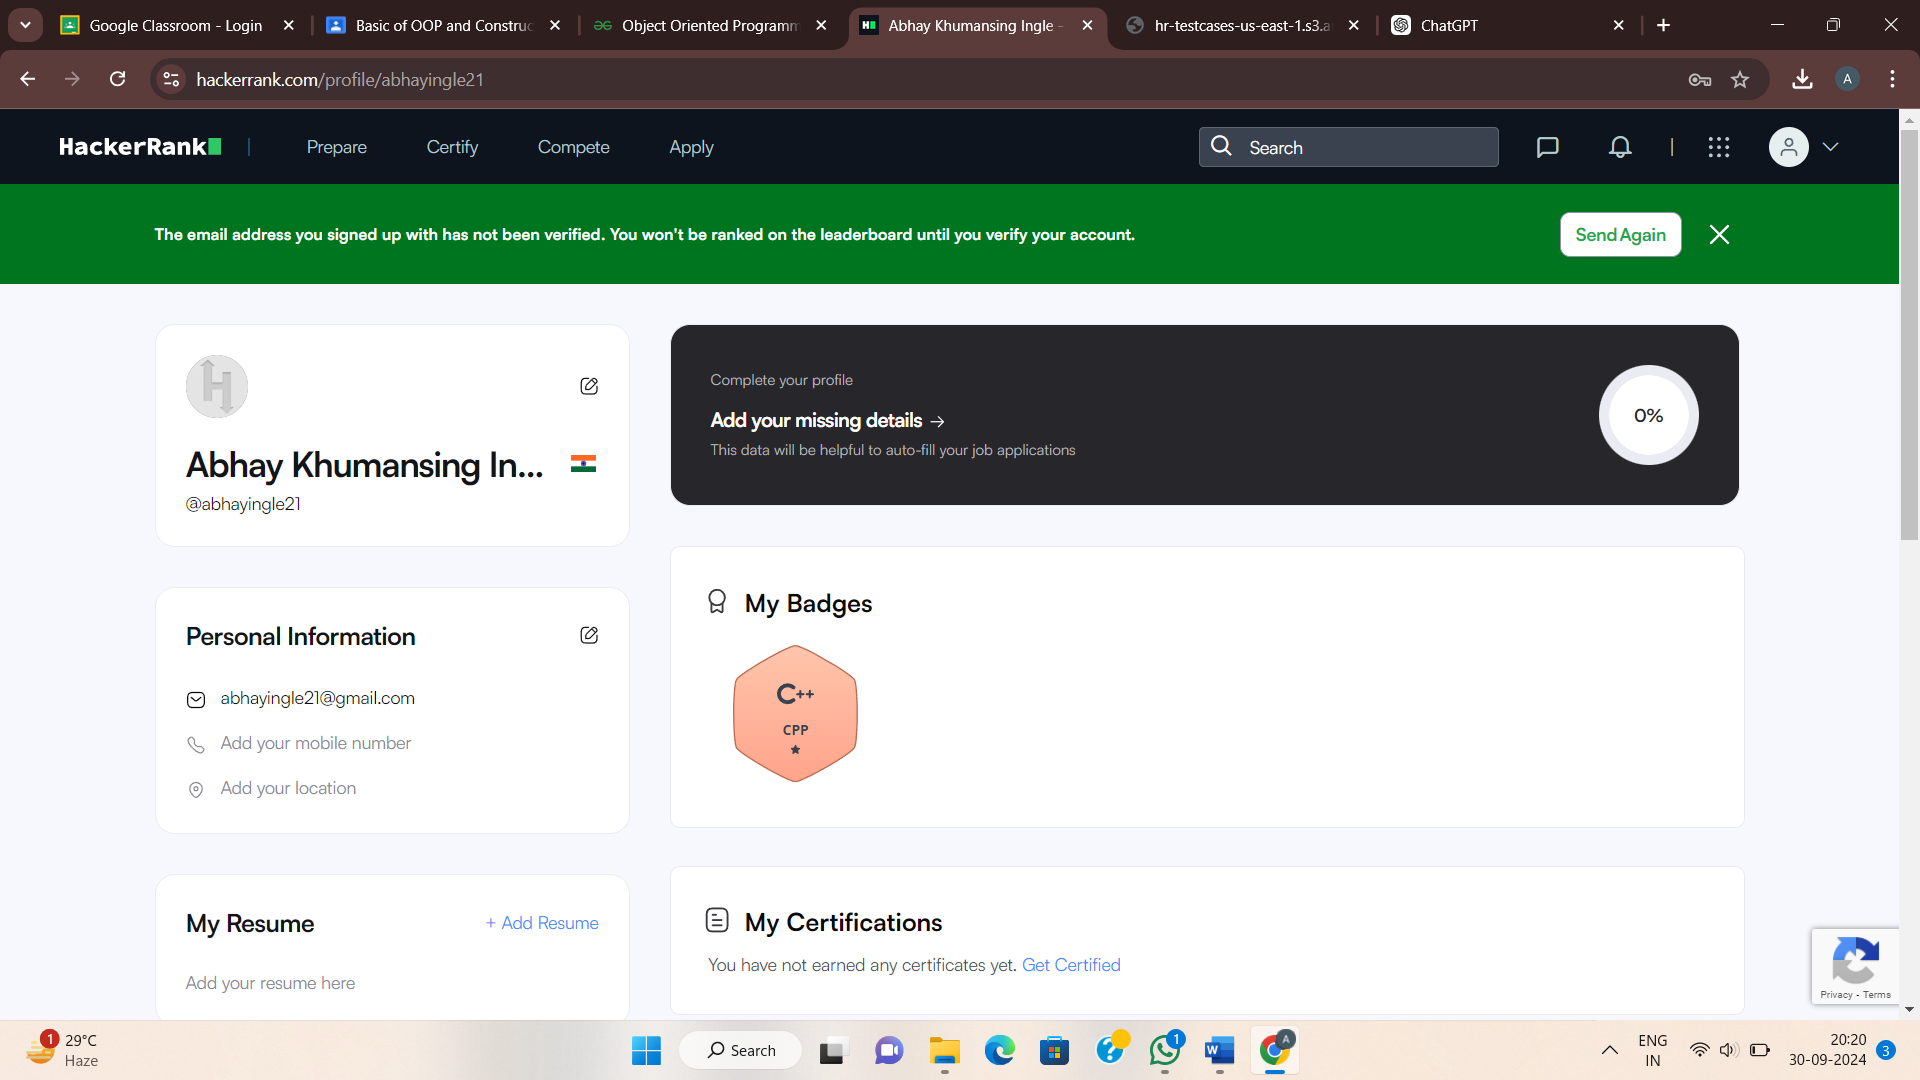 Google Classroom - Login
Basic of OOP and Construc
Object Oriented Programm
Abhay Khumansing Ingle -
hr-testcases-us-east-1.s3.a
ChatGPT
hackerrank.com/profile/abhayingle21
A
HackerRank
Prepare
Certify
Compete
Apply
Search
The email address you signed up with has not been verified. You won't be ranked on the leaderboard until you verify your account.
Send Again
Abhay Khumansing In...
@abhayingle21
Complete your profile
Add your missing details →
This data will be helpful to auto-fill your job applications
0%
Personal Information
abhayingle21@gmail.com
Add your mobile number
Add your location
My Badges
C++
CPP
My Resume
+ Add Resume
Add your resume here
My Certifications
You have not earned any certificates yet. Get Certified
Privacy - Terms
1
29°C
Haze
Search
1
A
ENG
IN
20:20
30-09-2024
3